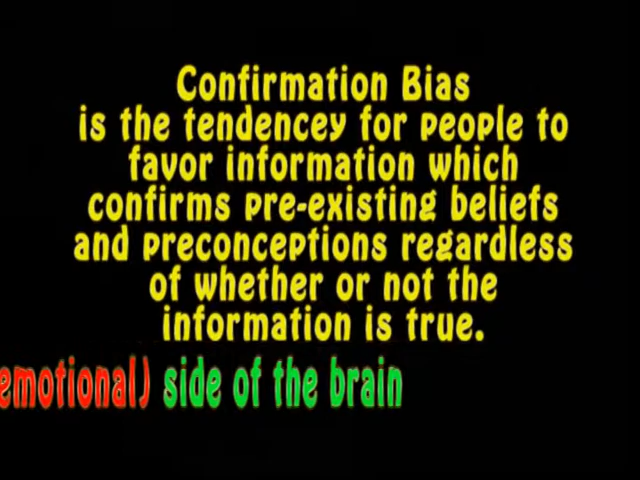 Confirmation Bias
is the tendencey for people to
favor information which
confirms pre-existing beliefs
and preconceptions regardless
of whether or not the
information is true.
emotional) side of the brain